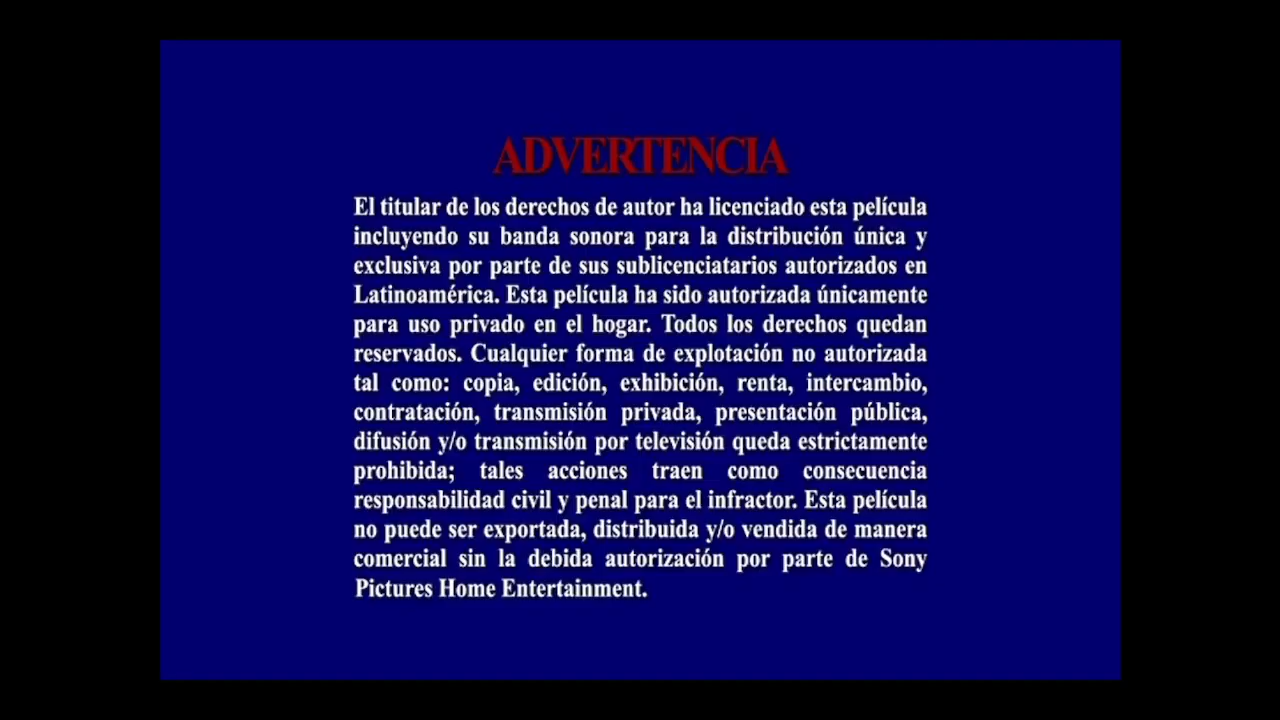 ADVERTENCIA
El titular de los derechos de autor ha licenciado esta película
incluyendo su banda sonora para la distribución única y
exclusiva por parte de sus sublicenciatarios autorizados en
Latinoamérica. Esta película ha sido autorizada únicamente
para uso privado en el hogar. Todos los derechos quedan
reservados. Cualquier forma de explotación no autorizada
tal como: copia, edición, exhibición, renta, intercambio,
contratación, transmisión privada, presentación pública,
difusión y/o transmisión por televisión queda estrictamente
prohibida; tales acciones traen como consecuencia
responsabilidad civil y penal para el infractor. Esta película
no puede ser exportada, distribuida y/o vendida de manera
comercial sin la debida autorización por parte de Sony
Pictures Home Entertainment.